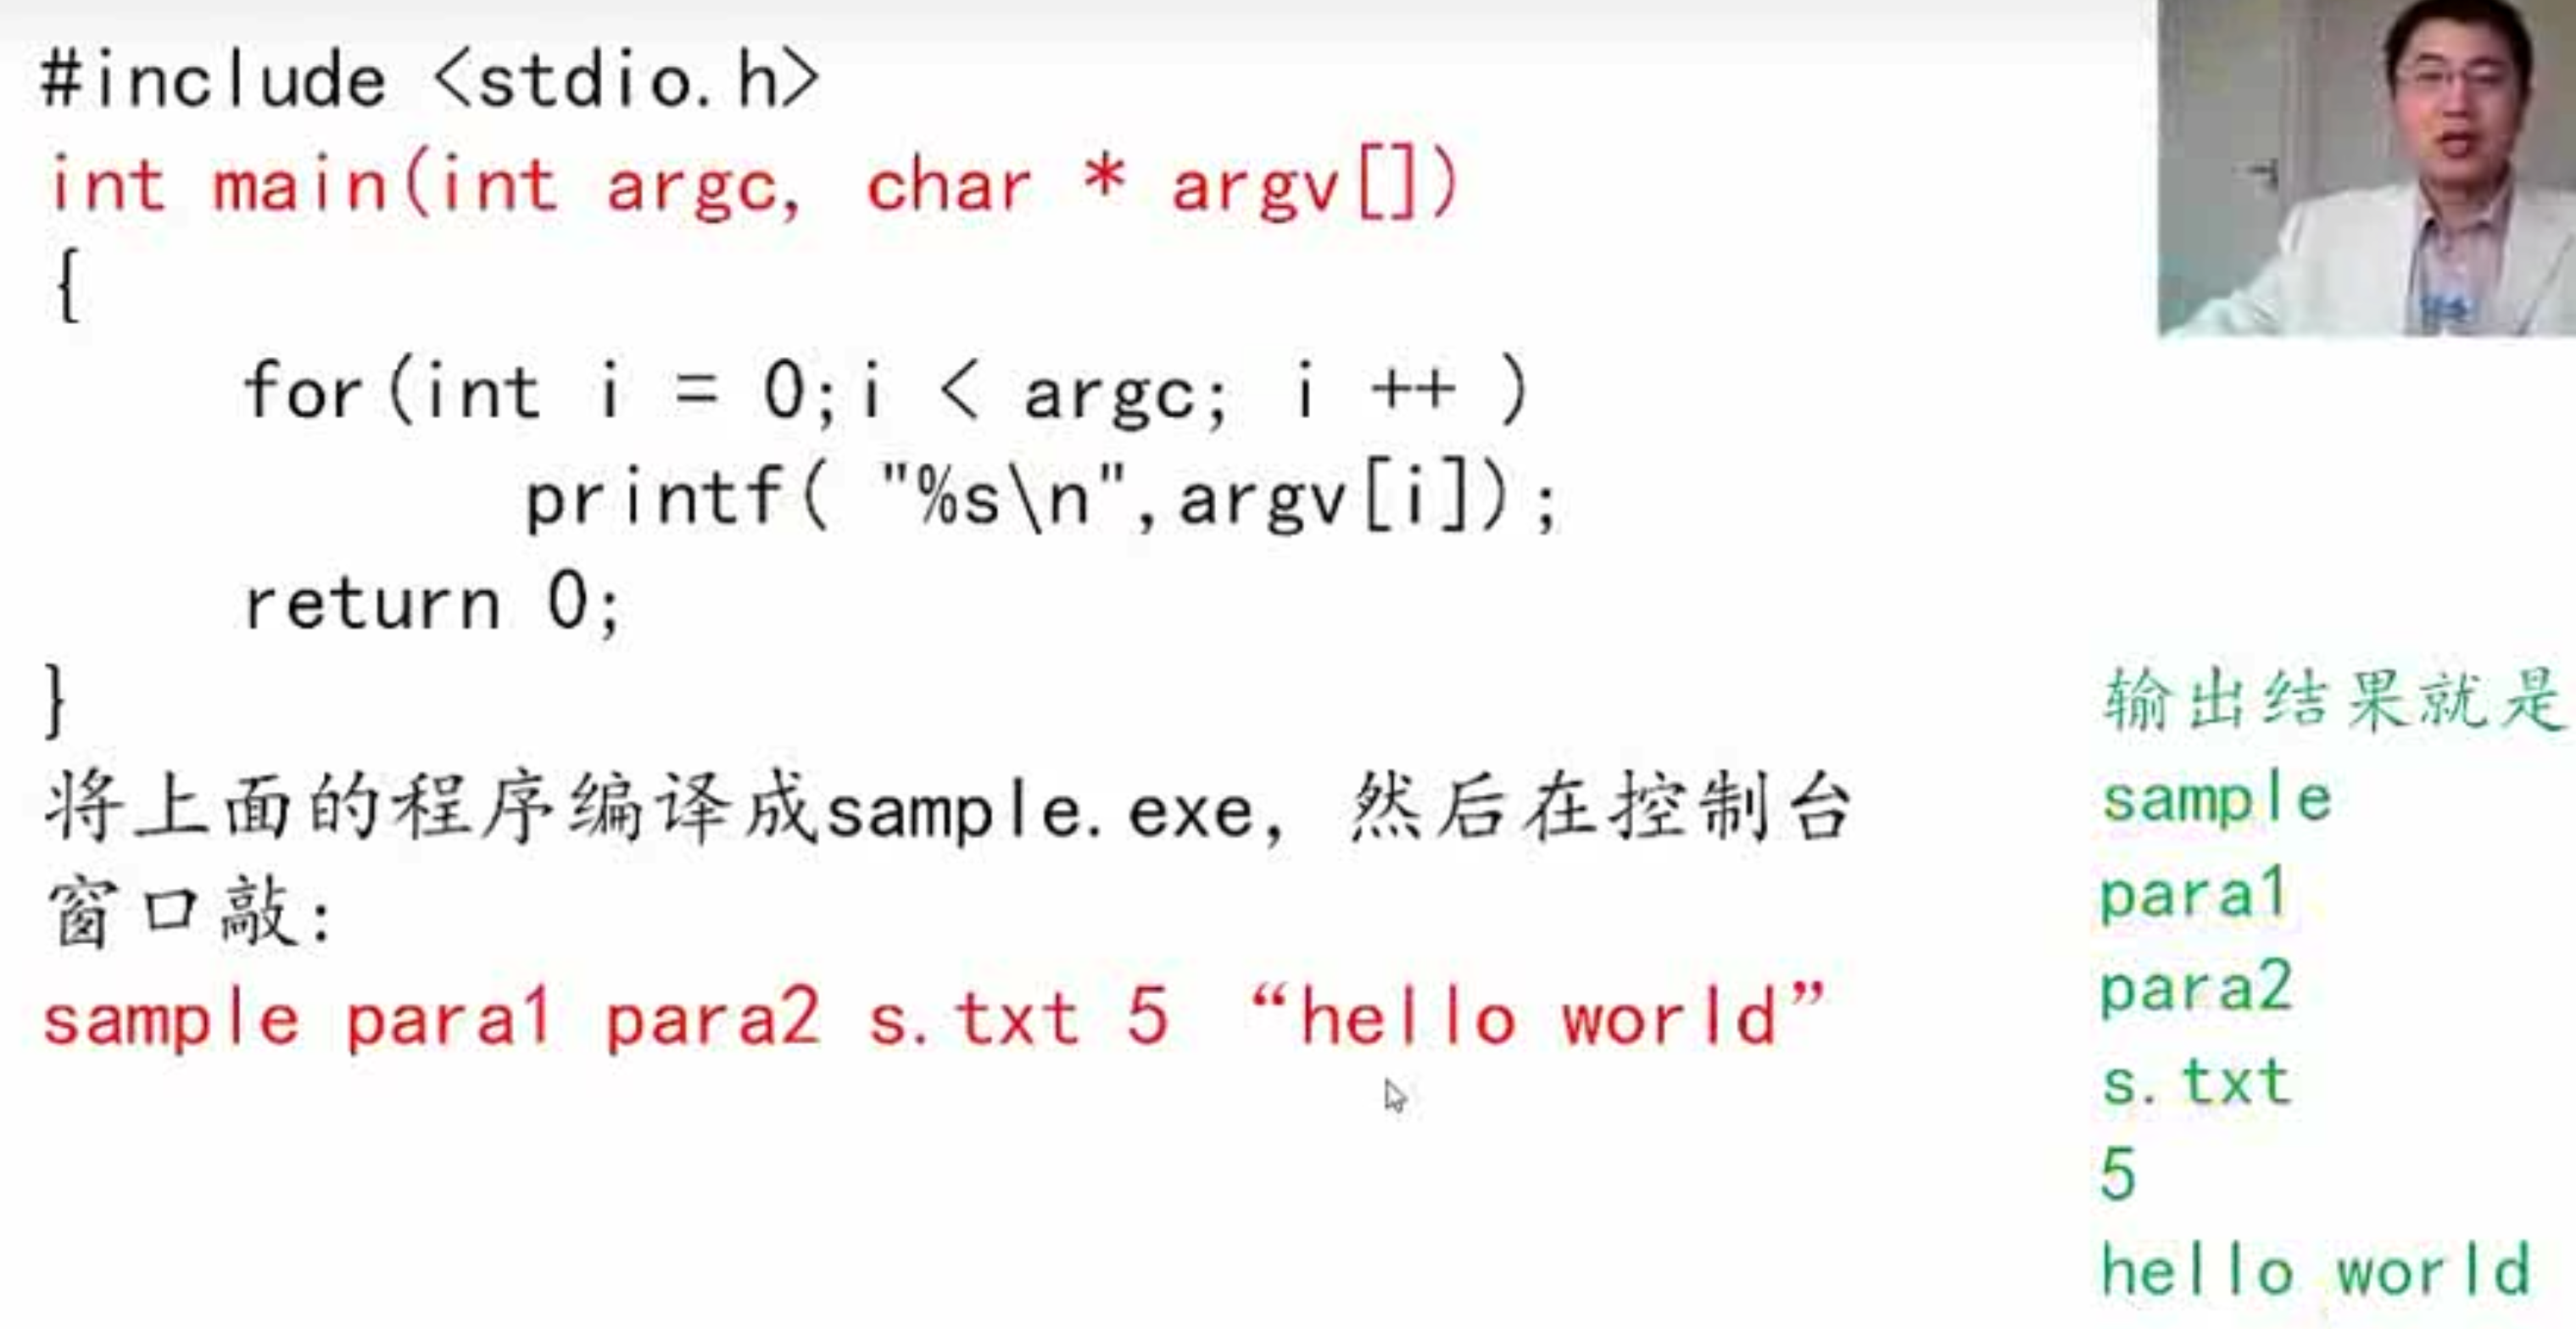 #include <stdio.h>
int main(int argc, char * argv[])
{
for(int i = 0;i < argc; i ++ )
printf( "%s\n",argv[i]);
return 0;
}
将上面的程序编译成sample.exe，然后在控制台
窗口敲：
sample para1 para2 s.txt 5 “hello world”
输出结果就是
sample
para1
para2
s.txt
5
hello world